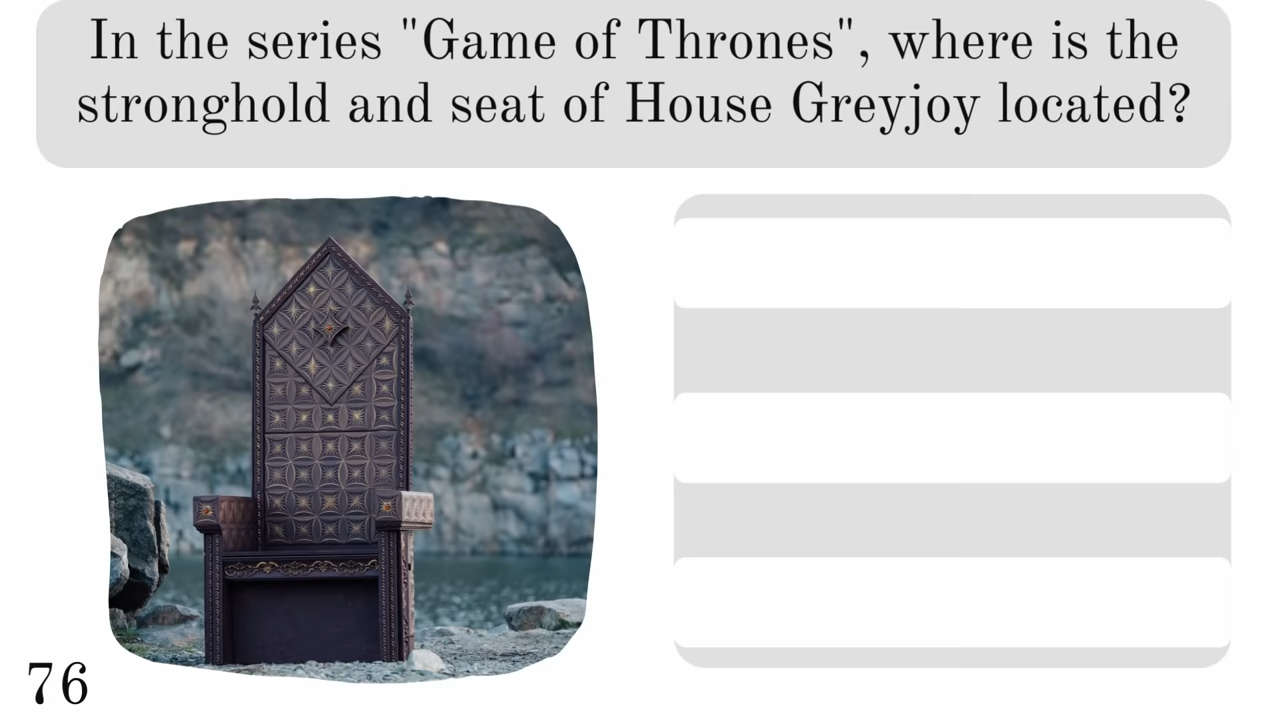 In the series "Game of Thrones", where is the
stronghold and seat of House Greyjoy located?
76